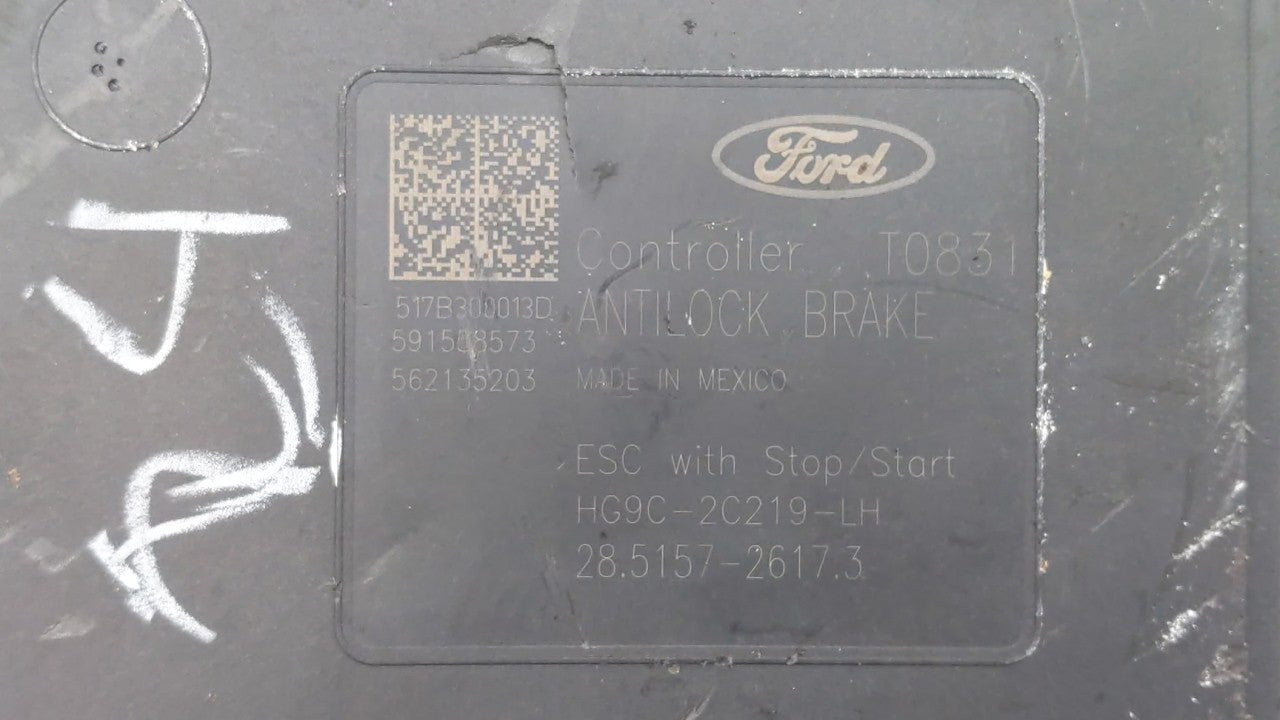 Ford
Controller T0831
517B300013D
ANTILOCK BRAKE
591508573
562135203
MADE IN MEXICO
ESC with Stop/Start
HG9C-2C219-LH
28.5157-2617.3